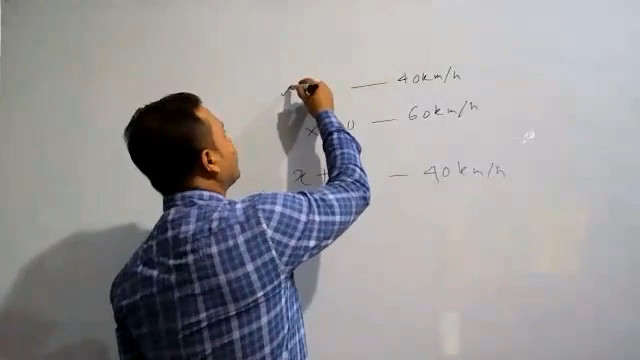 — 40km/h
x — 60km/h
x + — 40km/h